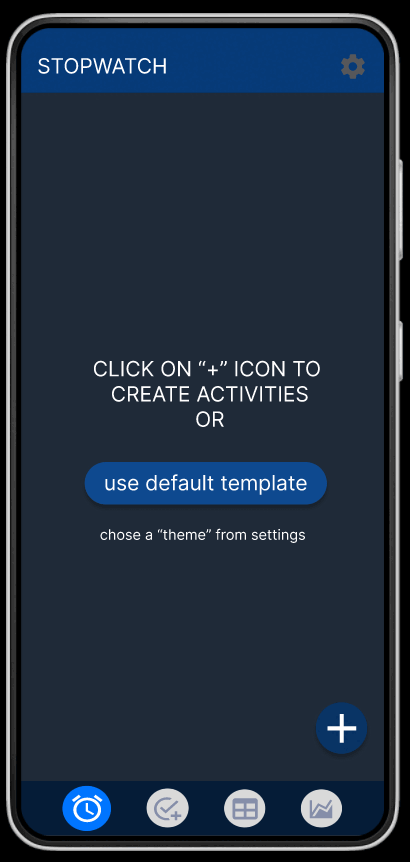 STOPWATCH
CLICK ON “+” ICON TO
CREATE ACTIVITIES
OR
use default template
chose a “theme” from settings